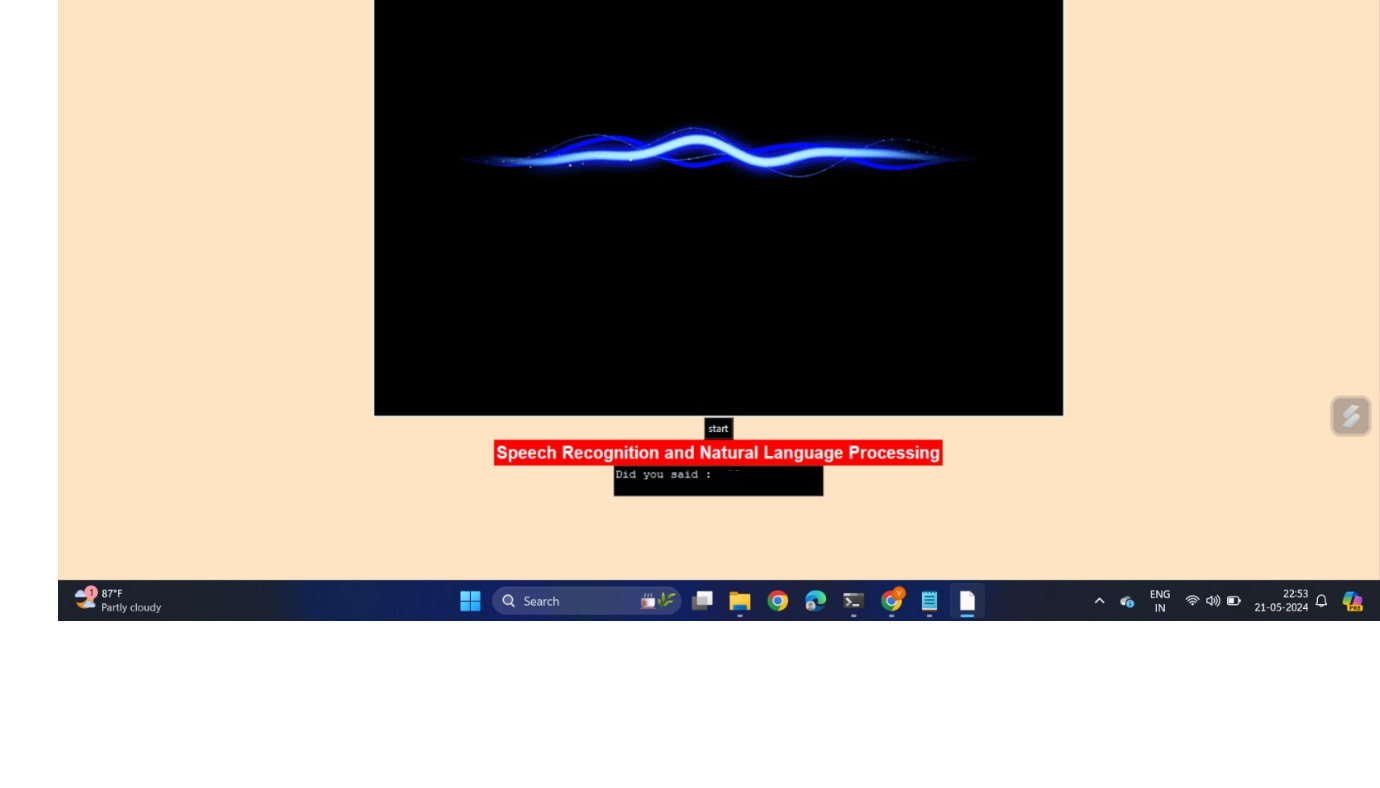 start
Speech Recognition and Natural Language Processing
Did you said :
1
87°F
Partly cloudy
Search
ENG
IN
22:53
21-05-2024
PRE